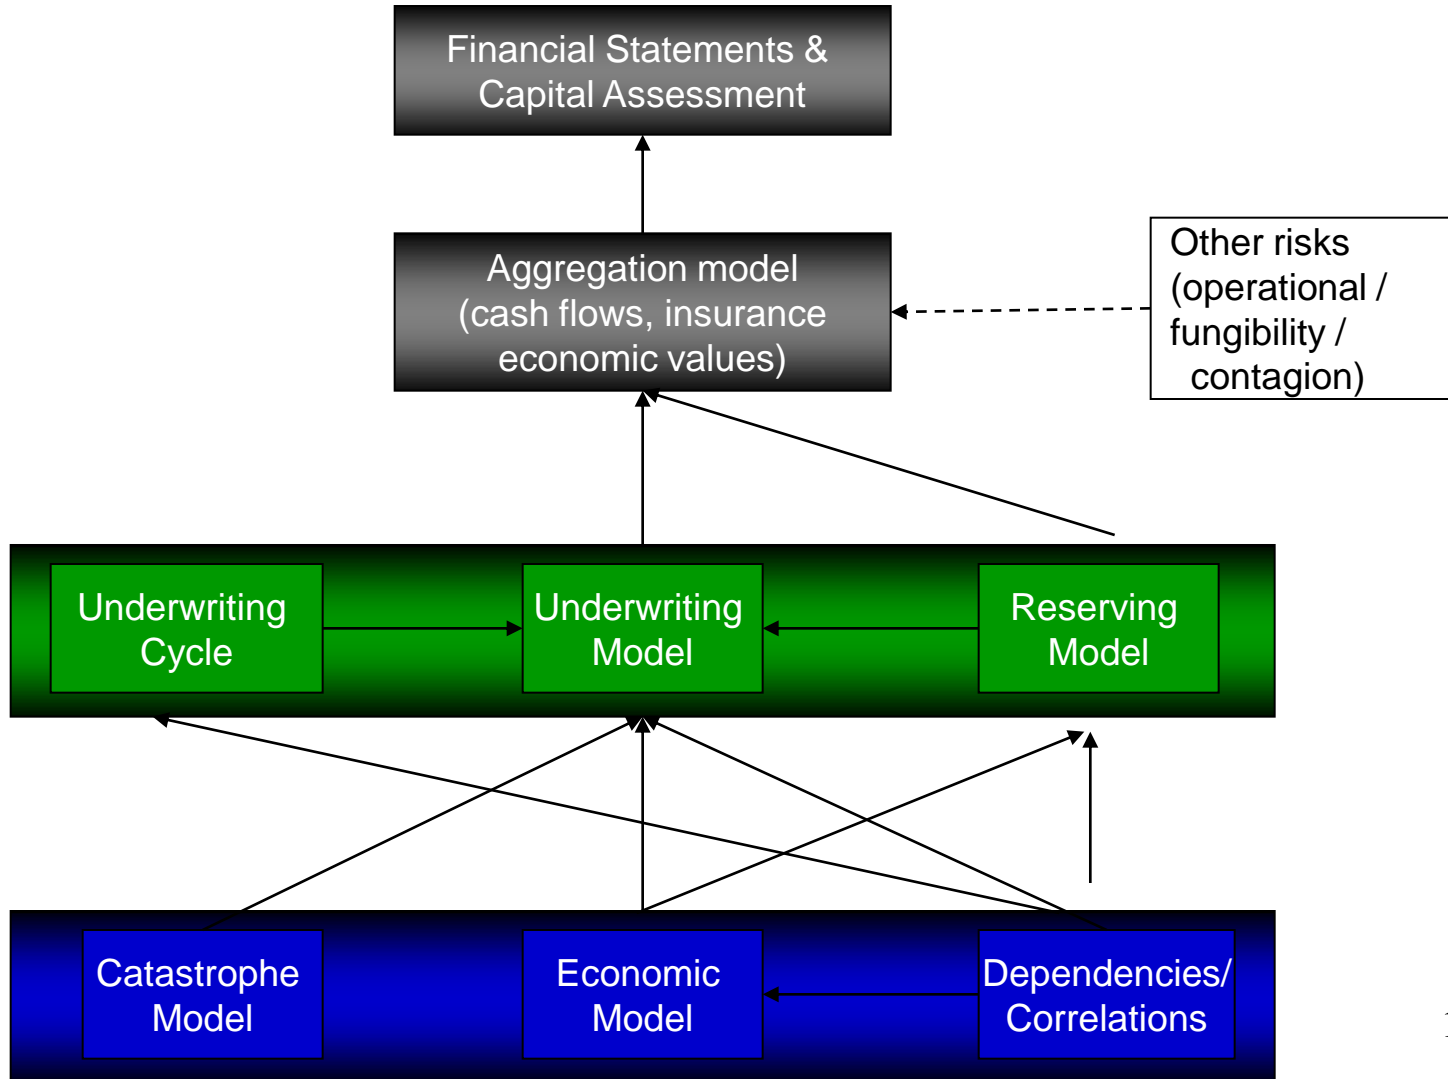 Financial Statements &
Capital Assessment
Aggregation model
(cash flows, insurance
economic values)
Other risks
(operational /
fungibility /
contagion)
Underwriting
Cycle
Underwriting
Model
Reserving
Model
Catastrophe
Model
Economic
Model
Dependencies/
Correlations